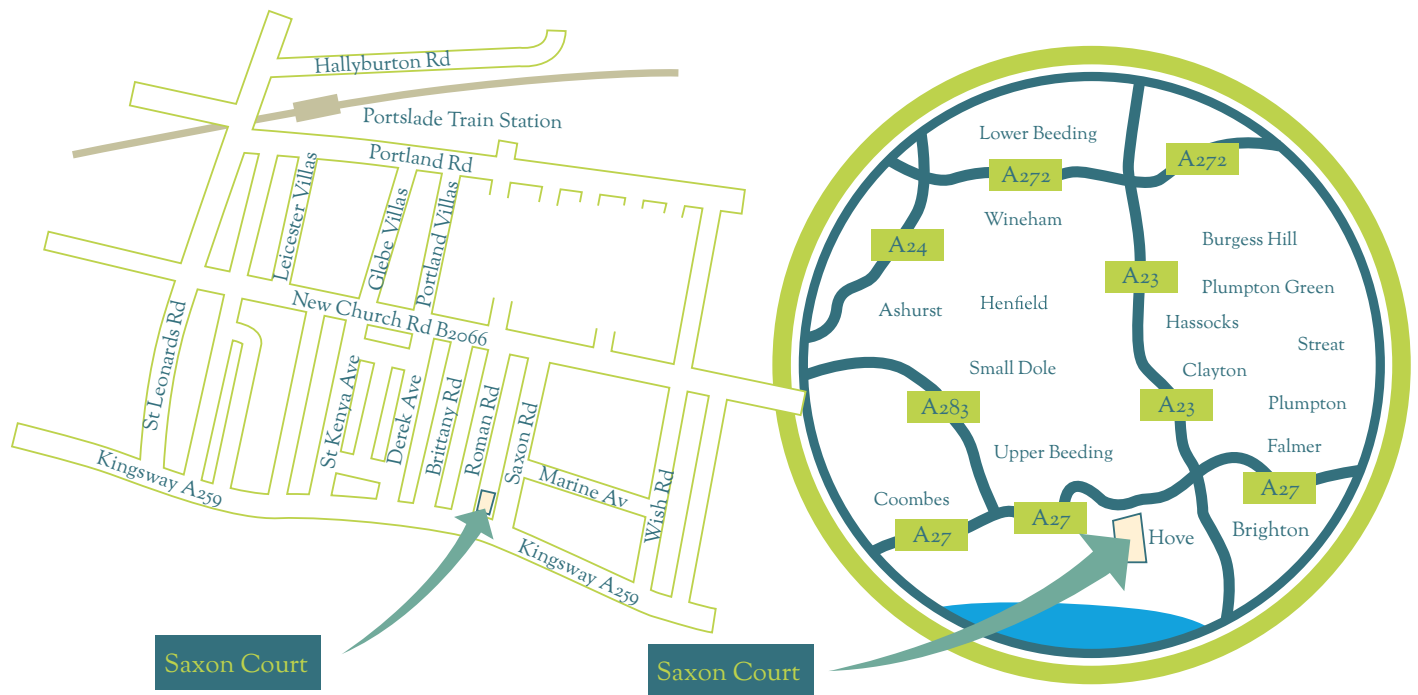 Hallyburton Rd
Portslade Train Station
Portland Rd
Leicester Villas
Glebe Villas
Portland Villas
New Church Rd B2066
St Leonards Rd
St Kenya Ave
Derek Ave
Brittany Rd
Roman Rd
Saxon Rd
Marine Av
Wish Rd
Kingsway A259
Kingsway A259
Saxon Court
Lower Beeding
A272
A272
Wineham
A24
Burgess Hill
A23
Plumpton Green
Ashurst
Henfield
Hassocks
Streat
Small Dole
Clayton
A283
A23
Plumpton
Upper Beeding
Falmer
A27
Coombes
A27
A27
Hove
Brighton
Saxon Court